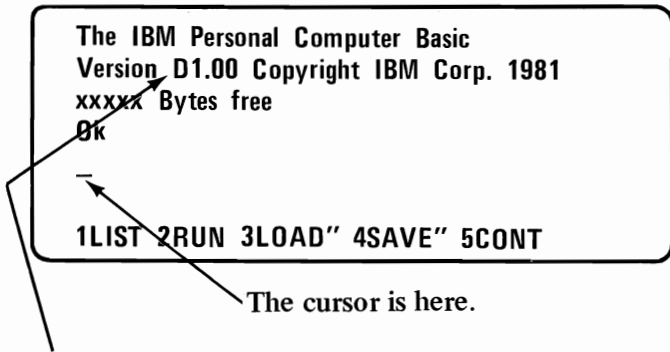 The IBM Personal Computer Basic
Version D1.00 Copyright IBM Corp. 1981
xxxxx Bytes free
Ok
_
1LIST 2RUN 3LOAD" 4SAVE" 5CONT
The cursor is here.